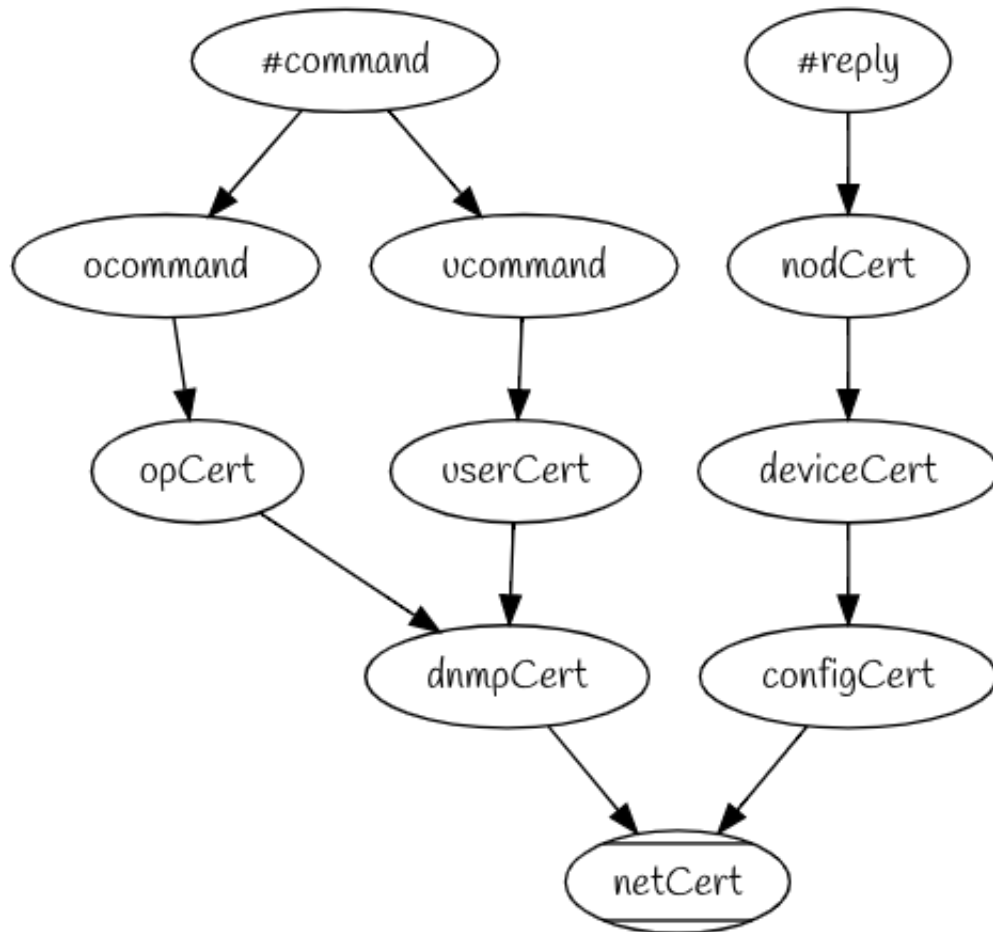 #command
#reply
ocommand
ucommand
nodCert
opCert
userCert
deviceCert
dnmpCert
configCert
netCert